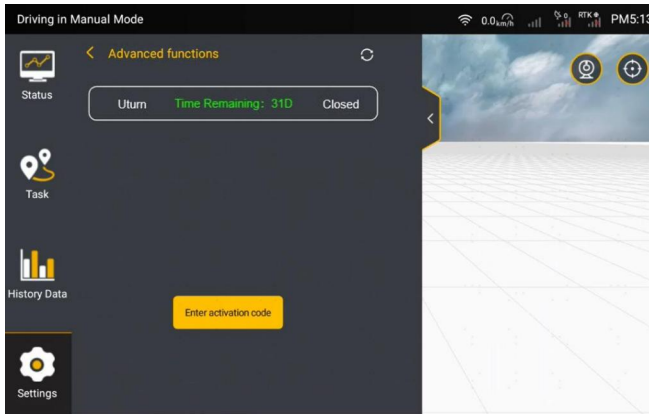 Driving in Manual Mode
0.0km/h
0
RTK
PM5:13
Status
Advanced functions
Uturn Time Remaining: 31D Closed
Task
History Data
Enter activation code
Settings